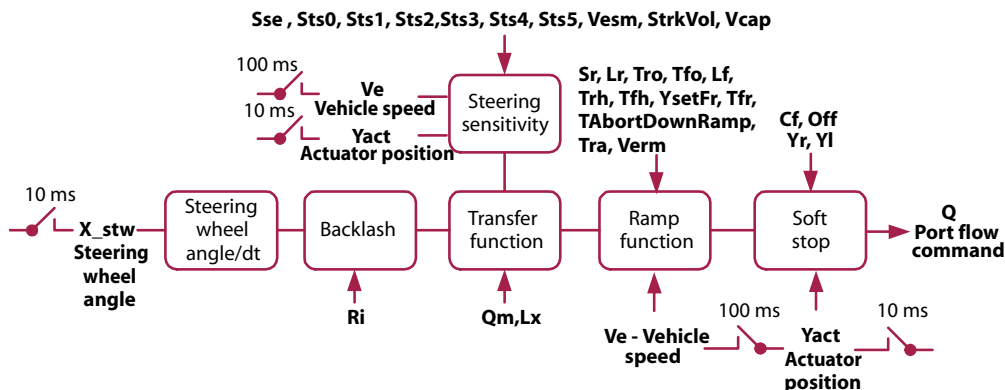 Sse , Sts0, Sts1, Sts2,Sts3, Sts4, Sts5, Vesm, StrkVol, Vcap
100 ms
Ve
Vehicle speed
10 ms
Yact
Actuator position
Steering
sensitivity
Sr, Lr, Tro, Tfo, Lf,
Trh, Tfh, YsetFr, Tfr,
TAbortDownRamp,
Tra, Verm
Cf, Off
Yr, Yl
10 ms
X_stw
Steering
wheel
angle
Steering
wheel
angle/dt
Backlash
Transfer
function
Ramp
function
Soft
stop
Q
Port flow
command
Ri
Qm,Lx
Ve - Vehicle
speed
100 ms
Yact
Actuator
position
10 ms